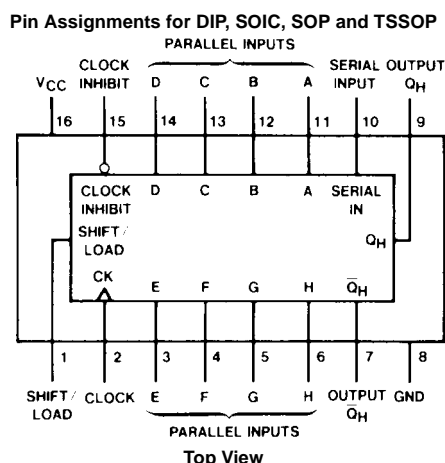 Pin Assignments for DIP, SOIC, SOP and TSSOP
PARALLEL INPUTS
CLOCK SERIAL OUTPUT
VCC INHIBIT D C B A INPUT QH
16 15 14 13 12 11 10 9
CLOCK D C B A SERIAL
INHIBIT IN
SHIFT/
LOAD QH
CK
E F G H Q̅H
1 2 3 4 5 6 7 8
SHIFT/ CLOCK E F G H OUTPUT GND
LOAD Q̅H
PARALLEL INPUTS
Top View